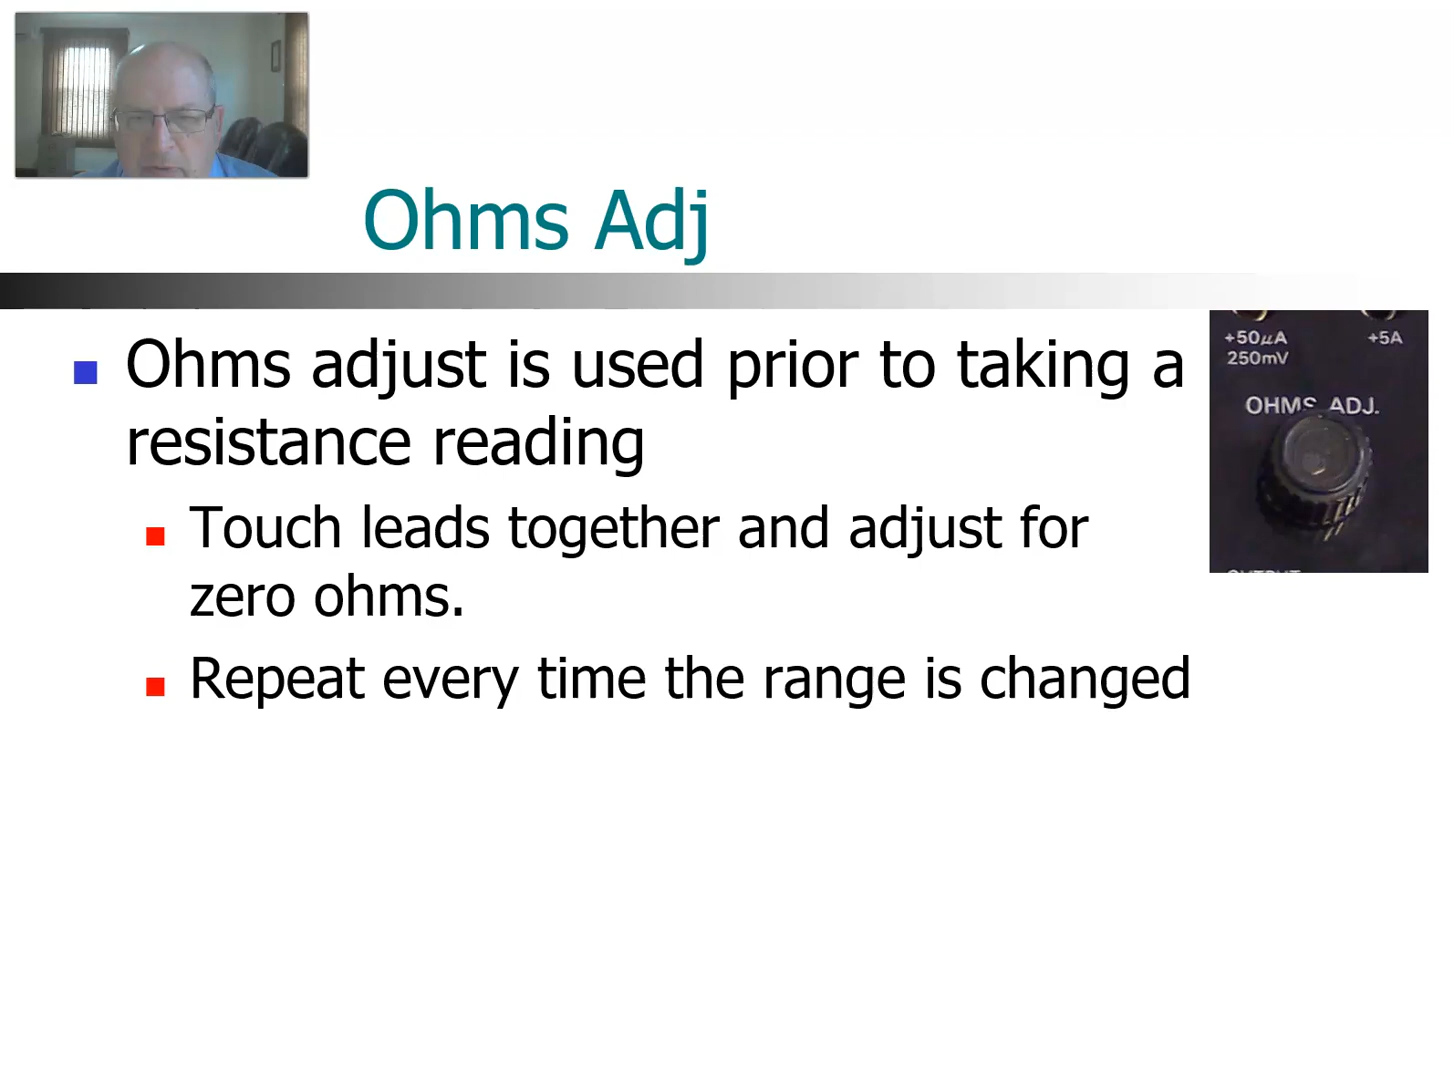 Ohms Adj
Ohms adjust is used prior to taking a
resistance reading
Touch leads together and adjust for
zero ohms.
Repeat every time the range is changed
+50μA
250mV
+5A
OHMS ADJ.